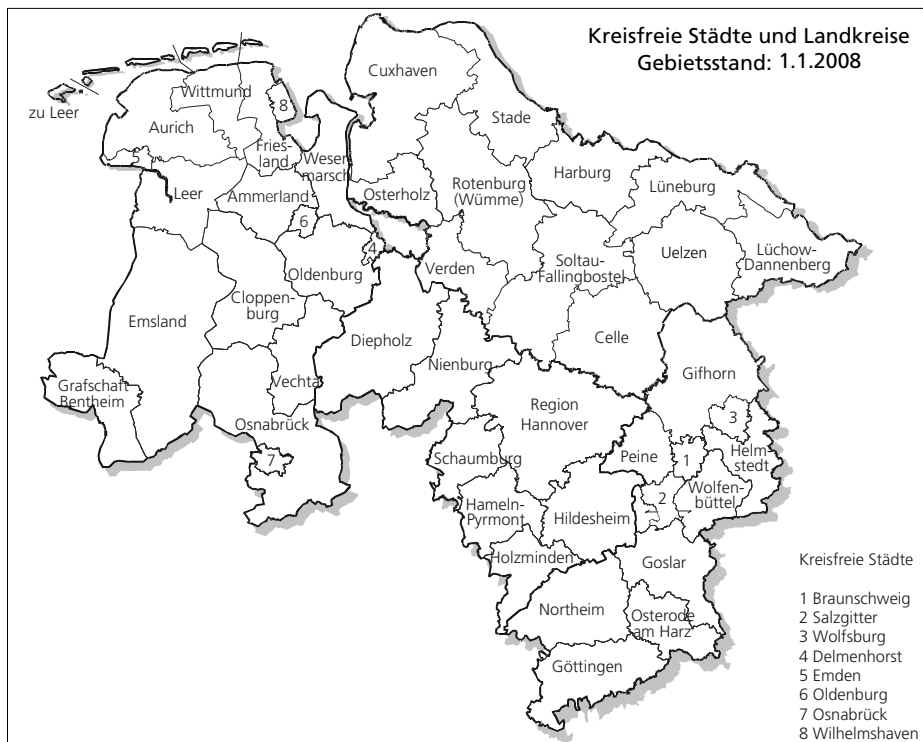 Kreisfreie Städte und Landkreise
Gebietsstand: 1.1.2008
Cuxhaven
Wittmund
8
zu Leer
Aurich
Stade
5
Fries-
land
Weser
marsch
Harburg
Leer
Ammerland
Osterholz
Rotenburg
(Wümme)
Lüneburg
6
4
Oldenburg
Verden
Soltau-
Fallingbostel
Uelzen
Lüchow-
Dannenberg
Cloppen-
burg
Emsland
Diepholz
Celle
Nienburg
Grafschaft
Bentheim
Vechta
Gifhorn
Region
Hannover
3
Osnabrück
7
Schaumburg
Peine
1
Helm-
stedt
2
Wolfen-
büttel
Hameln-
Pyrmont
Hildesheim
Holzminden
Goslar
Northeim
Osterode
am Harz
Göttingen
Kreisfreie Städte
1 Braunschweig
2 Salzgitter
3 Wolfsburg
4 Delmenhorst
5 Emden
6 Oldenburg
7 Osnabrück
8 Wilhelmshaven